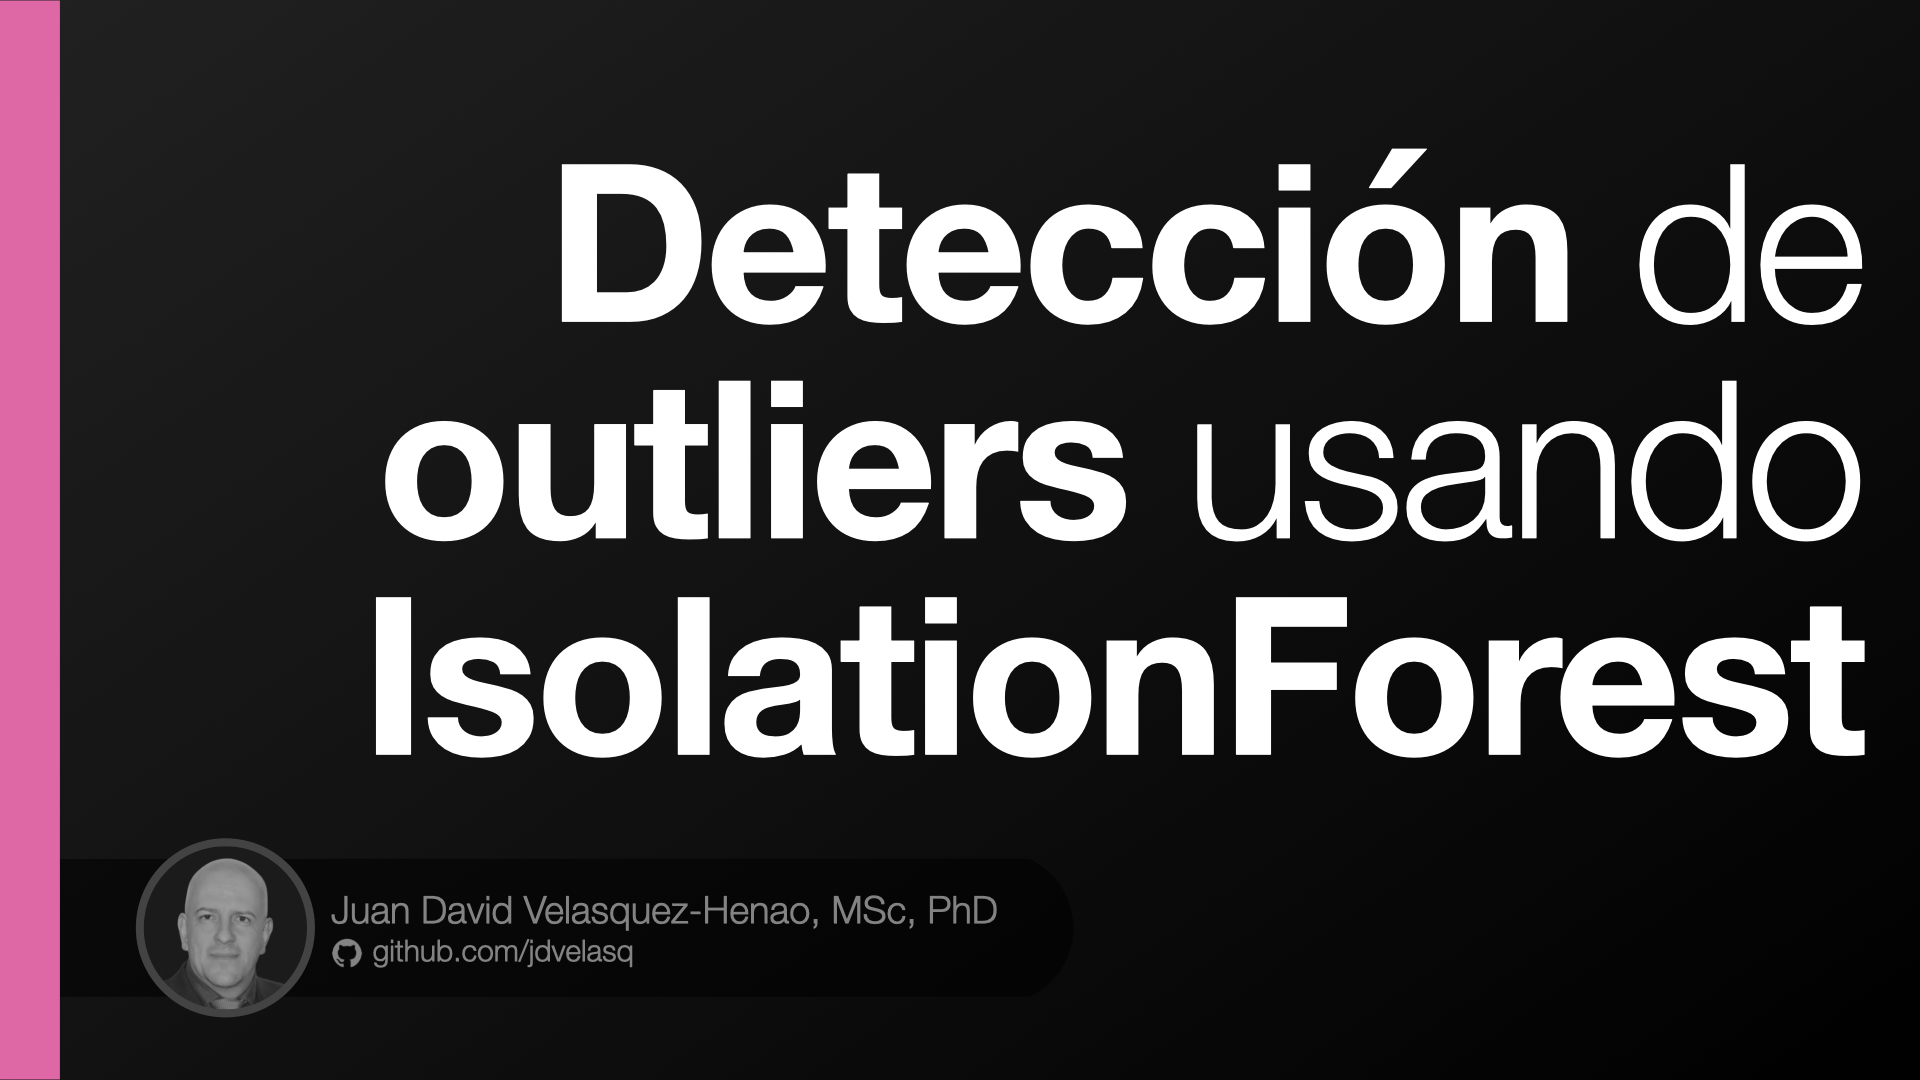 Detección de
outliers usando
IsolationForest
Juan David Velasquez-Henao, MSc, PhD
github.com/jdvelasq